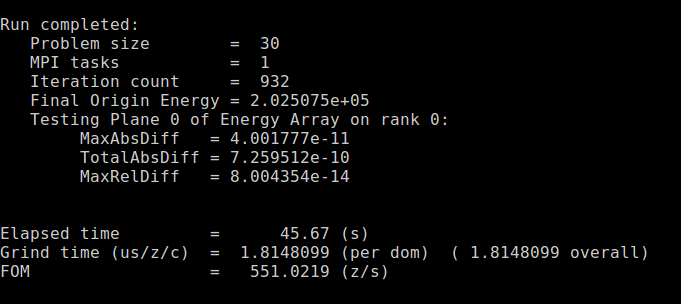 Run completed:
   Problem size        =  30
   MPI tasks           =  1
   Iteration count     =  932
   Final Origin Energy = 2.025075e+05
   Testing Plane 0 of Energy Array on rank 0:
        MaxAbsDiff   = 4.001777e-11
        TotalAbsDiff = 7.259512e-10
        MaxRelDiff   = 8.004354e-14
Elapsed time         =      45.67 (s)
Grind time (us/z/c)  =  1.8148099 (per dom)  ( 1.8148099 overall)
FOM                  =   551.0219 (z/s)